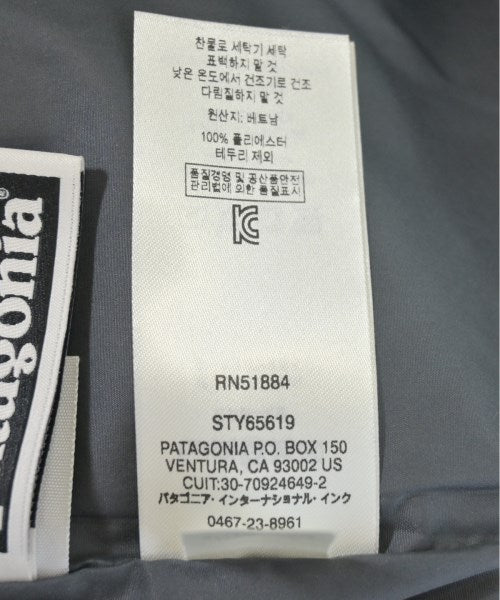 찬물로 세탁기 세탁
표백하지 말 것
낮은 온도에서 건조기로 건조
다림질하지 말 것
원산지: 베트남
100% 폴리에스터
테두리 제외
품질경영 및 공산품안전
관리법에 의한 품질표시
RN51884
STY65619
PATAGONIA P.O. BOX 150
VENTURA, CA 93002 US
CUIT:30-70924649-2
パタゴニア・インターナショナル・インク
0467-23-8961
agonia®